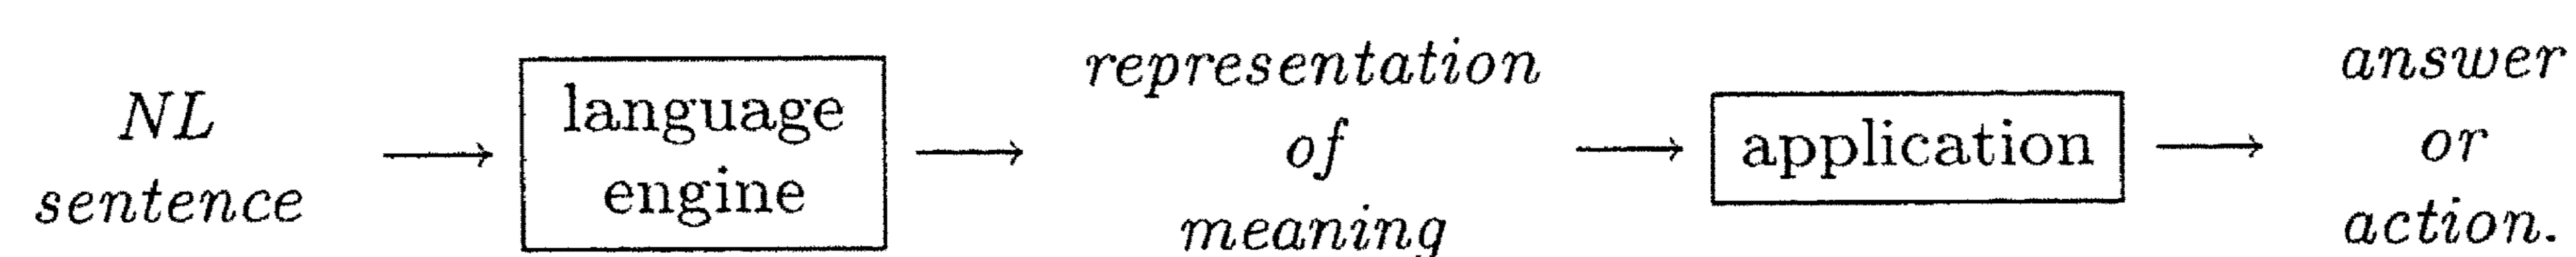 NL
sentence
language
engine
representation
of
meaning
application
answer
or
action.